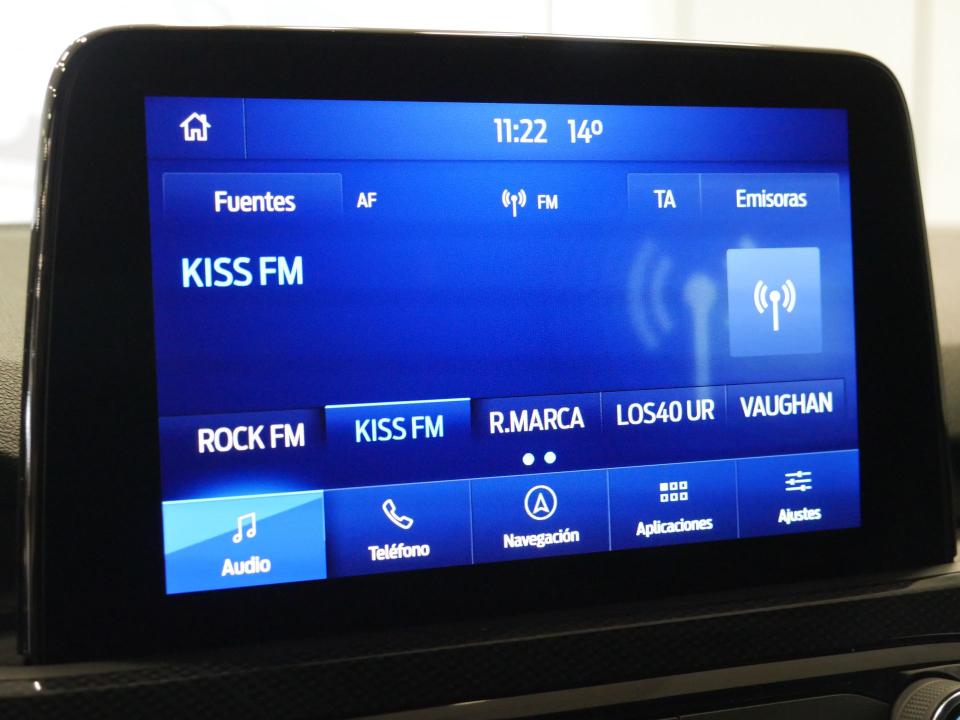 11:22 14º
Fuentes AF FM TA Emisoras
KISS FM
ROCK FM KISS FM R.MARCA LOS40 UR VAUGHAN
Audio Teléfono Navegación Aplicaciones Ajustes